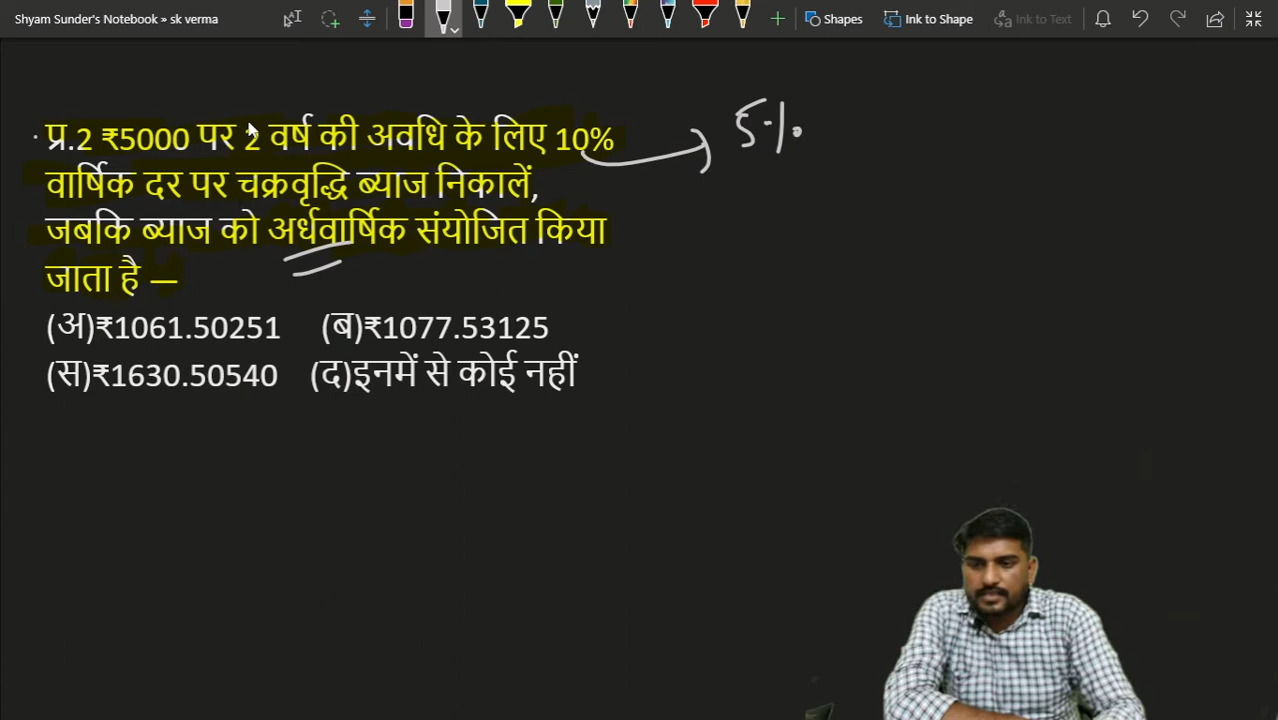 Shyam Sunder's Notebook » sk verma
Shapes
Ink to Shape
Ink to Text
प्र.2 ₹5000 पर 2 वर्ष की अवधि के लिए 10%
5%
वार्षिक दर पर चक्रवृद्धि ब्याज निकालें,
जबकि ब्याज को अर्धवार्षिक संयोजित किया
जाता है —
(अ)₹1061.50251 (ब)₹1077.53125
(स)₹1630.50540 (द)इनमें से कोई नहीं